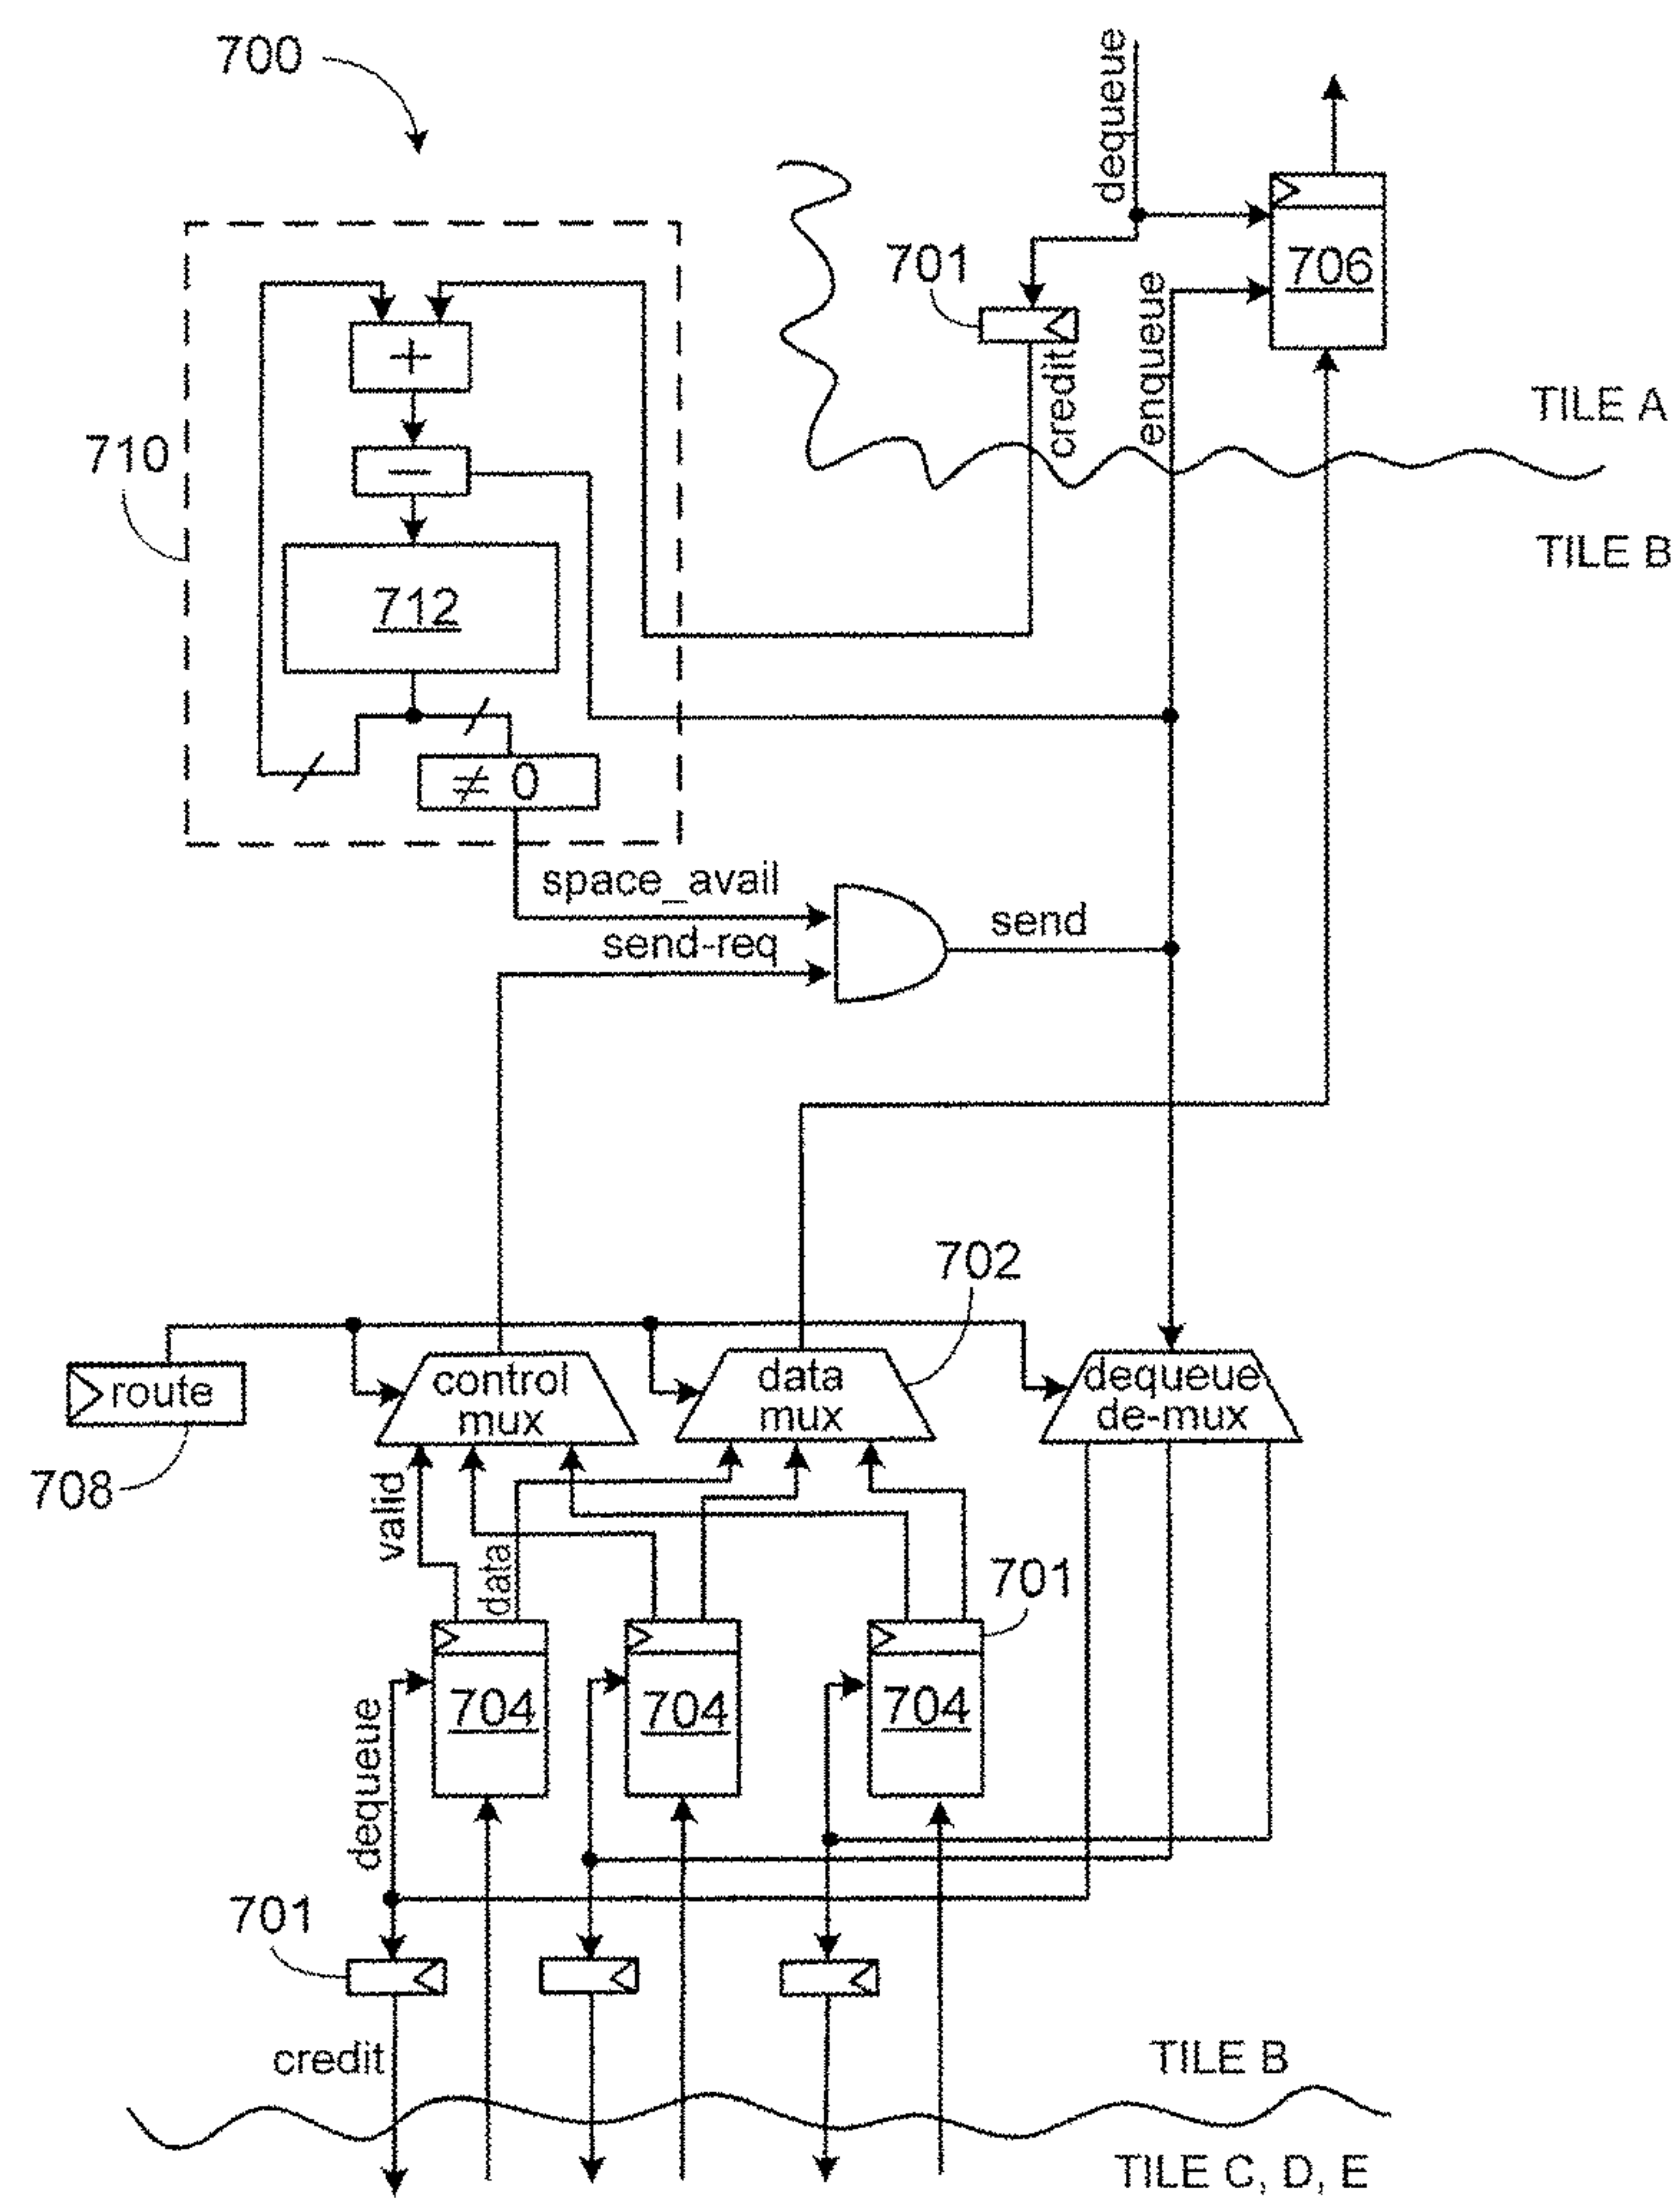 700
dequeue
701
706
credit
enqueue
TILE A
TILE B
710
+
−
712
≠ 0
space_avail
send-req
send
702
route
708
control
mux
data
mux
dequeue
de-mux
valid
data
701
704
704
704
dequeue
701
credit
TILE B
TILE C, D, E